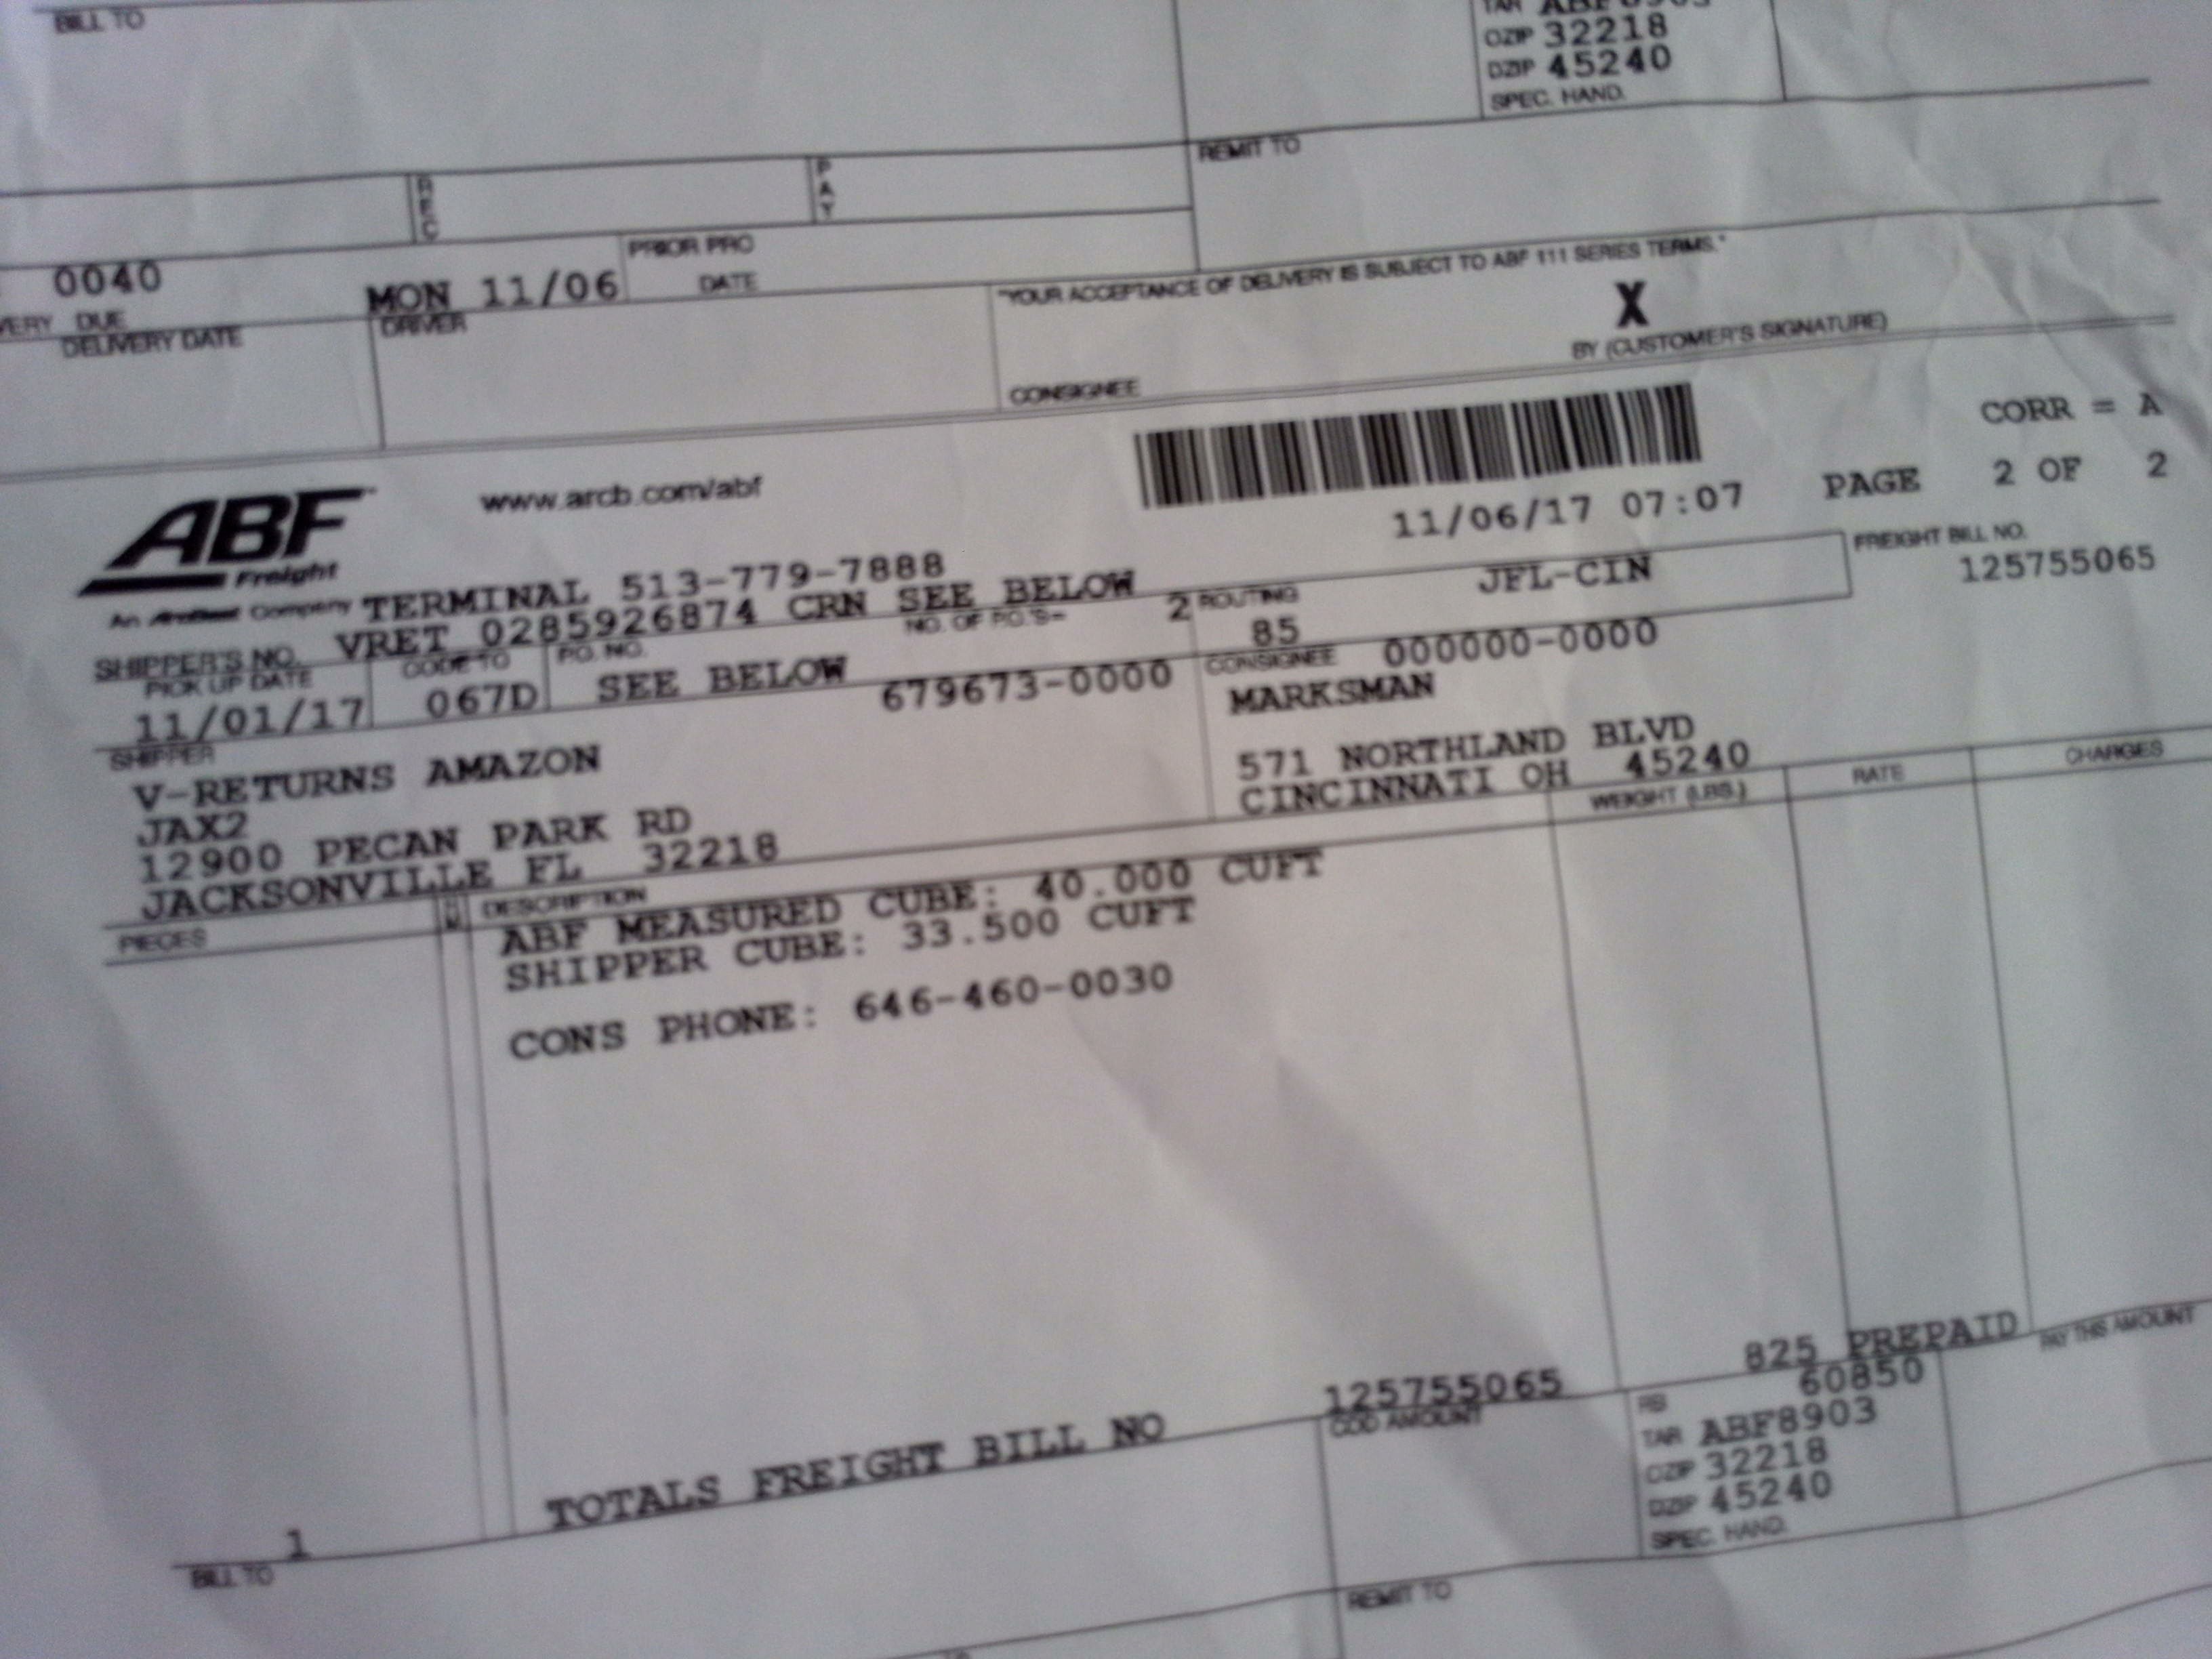 BILL TO
TAR ABF8903
OZIP 32218
DZIP 45240
SPEC. HAND.
REC
PAY
REMIT TO
0040
MON 11/06
PRIOR PRO
DATE
VERY DUE
DELIVERY DATE
DRIVER
"YOUR ACCEPTANCE OF DELIVERY IS SUBJECT TO ABF 111 SERIES TERMS."
X
BY (CUSTOMER'S SIGNATURE)
CONSIGNEE
CORR = A
ABF Freight
An ArcBest Company
www.arcb.com/abf
11/06/17 07:07 PAGE 2 OF 2
TERMINAL 513-779-7888
FREIGHT BILL NO.
125755065
SHIPPER'S NO. VRET 0285926874 CRN SEE BELOW
NO. OF P.O.'S= 2
ROUTING
JFL-CIN
85
PICK UP DATE
11/01/17
CODE TO
067D
P.O. NO.
SEE BELOW
679673-0000
CONSIGNEE 000000-0000
MARKSMAN
571 NORTHLAND BLVD
CINCINNATI OH 45240
SHIPPER
V-RETURNS AMAZON
JAX2
12900 PECAN PARK RD
JACKSONVILLE FL 32218
PIECES
DESCRIPTION
WEIGHT (LBS.)
RATE
CHARGES
ABF MEASURED CUBE: 40.000 CUFT
SHIPPER CUBE: 33.500 CUFT
CONS PHONE: 646-460-0030
825 PREPAID
1
TOTALS FREIGHT BILL NO 125755065
COD AMOUNT
60850
RS
TAR ABF8903
OZIP 32218
DZIP 45240
SPEC. HAND.
PAY THIS AMOUNT
BILL TO
REMIT TO